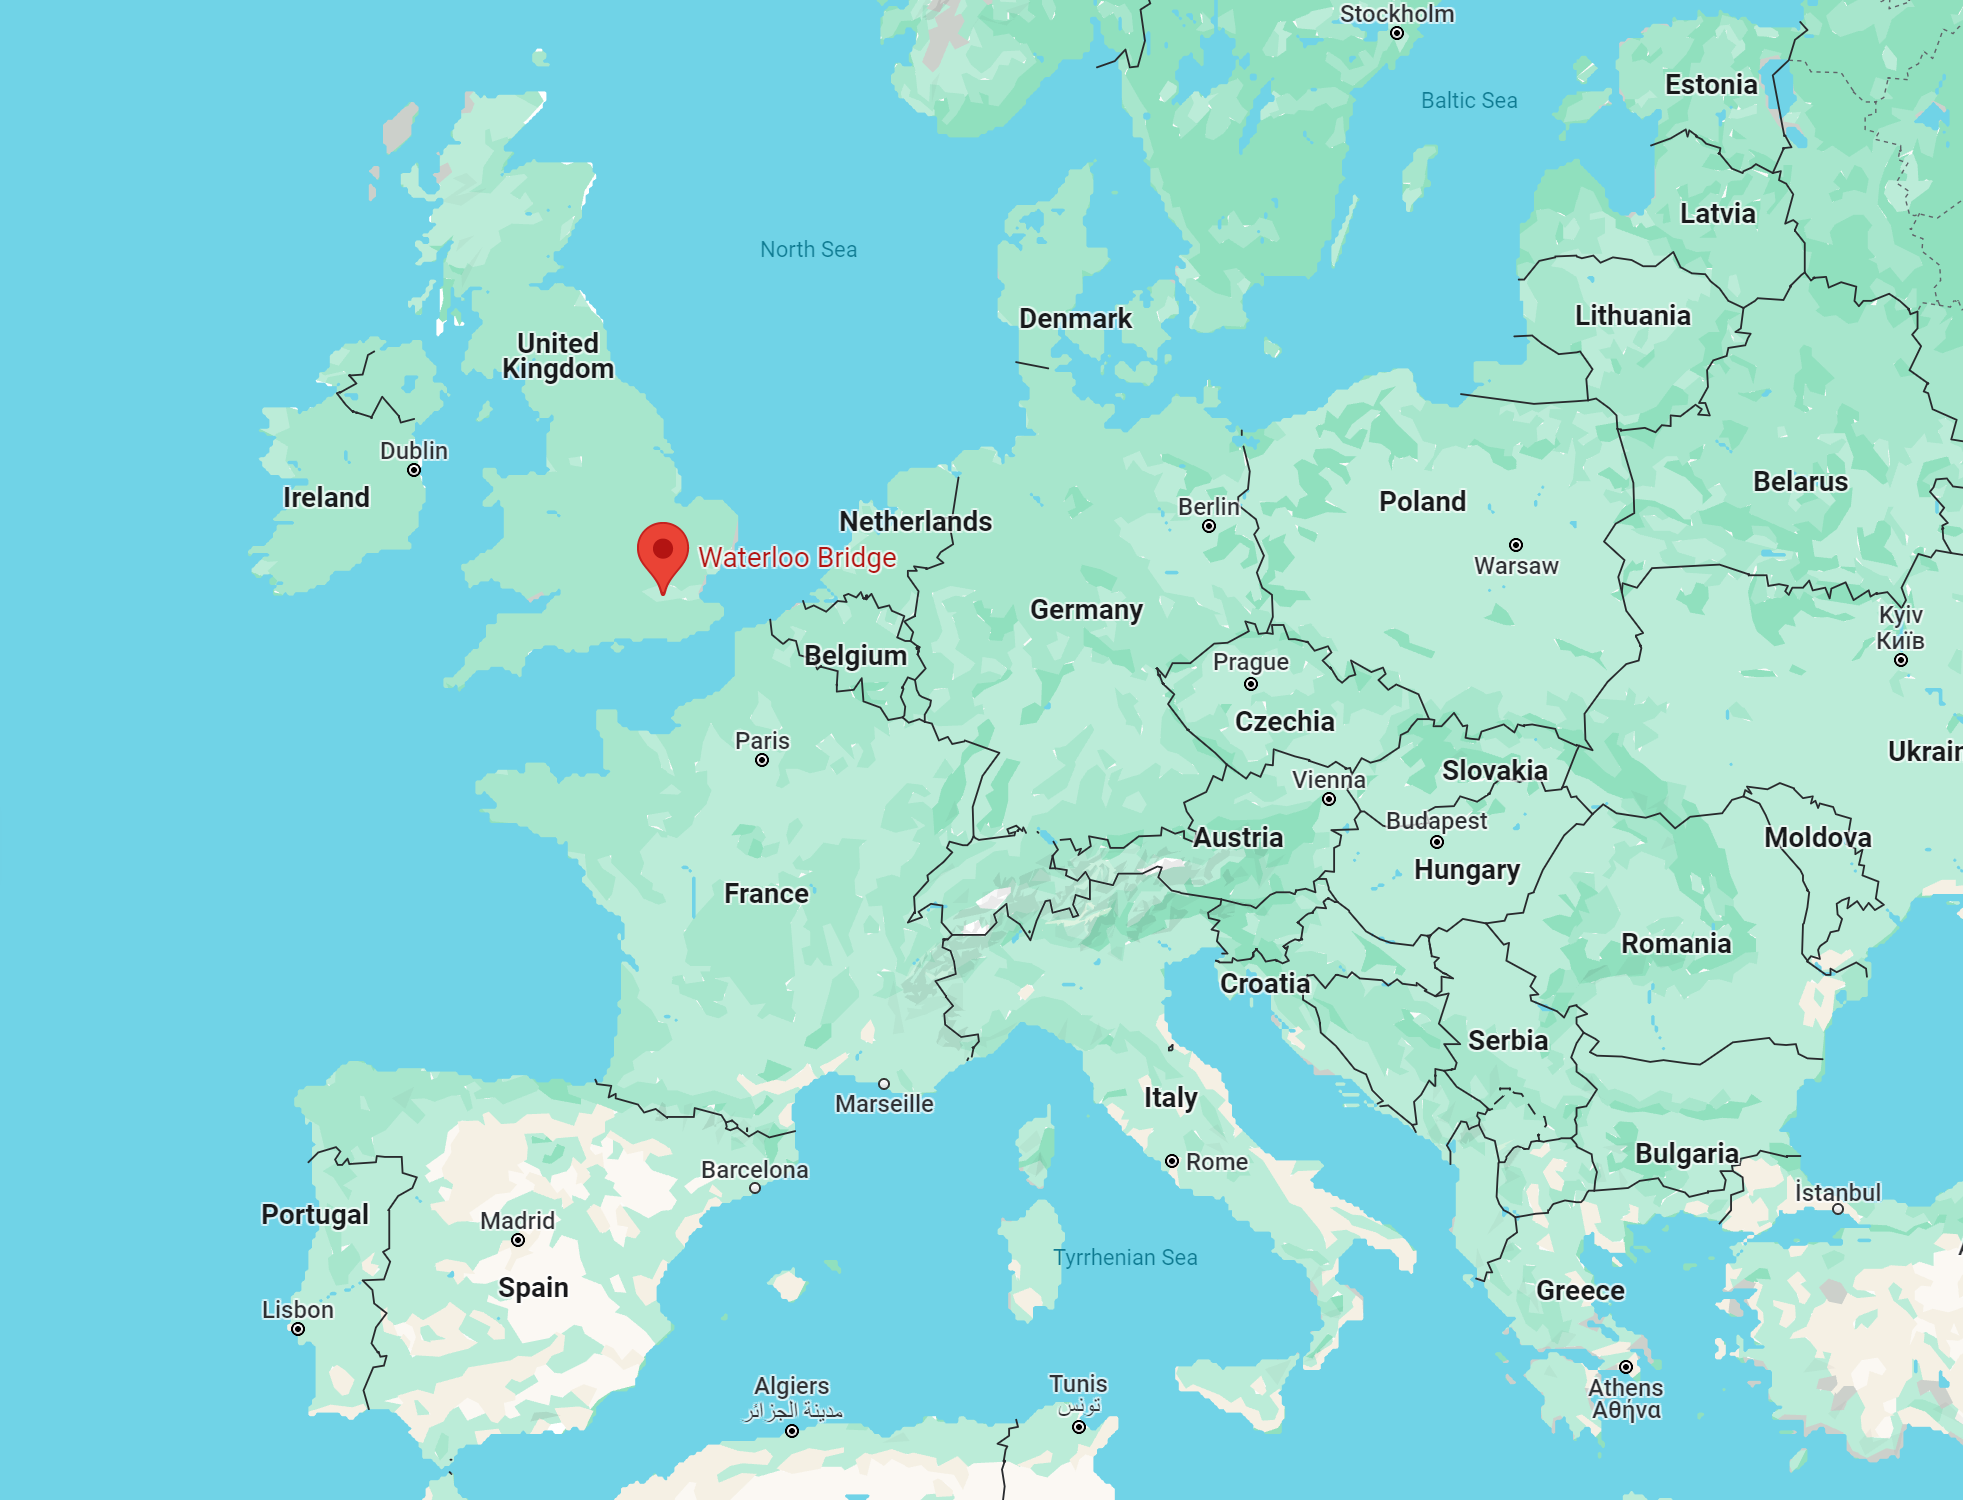 Stockholm
Baltic Sea
Estonia
Latvia
North Sea
Denmark
Lithuania
United
Kingdom
Dublin
Ireland
Netherlands
Berlin
Poland
Belarus
Waterloo Bridge
Warsaw
Germany
Kyiv
Київ
Belgium
Prague
Czechia
Paris
Ukrain
Slovakia
Vienna
Budapest
Austria
Moldova
Hungary
France
Romania
Croatia
Serbia
Marseille
Italy
Bulgaria
Rome
Barcelona
İstanbul
Portugal
Madrid
Tyrrhenian Sea
Spain
Greece
Lisbon
Algiers
مدينة الجزائر
Tunis
تونس
Athens
Αθήνα